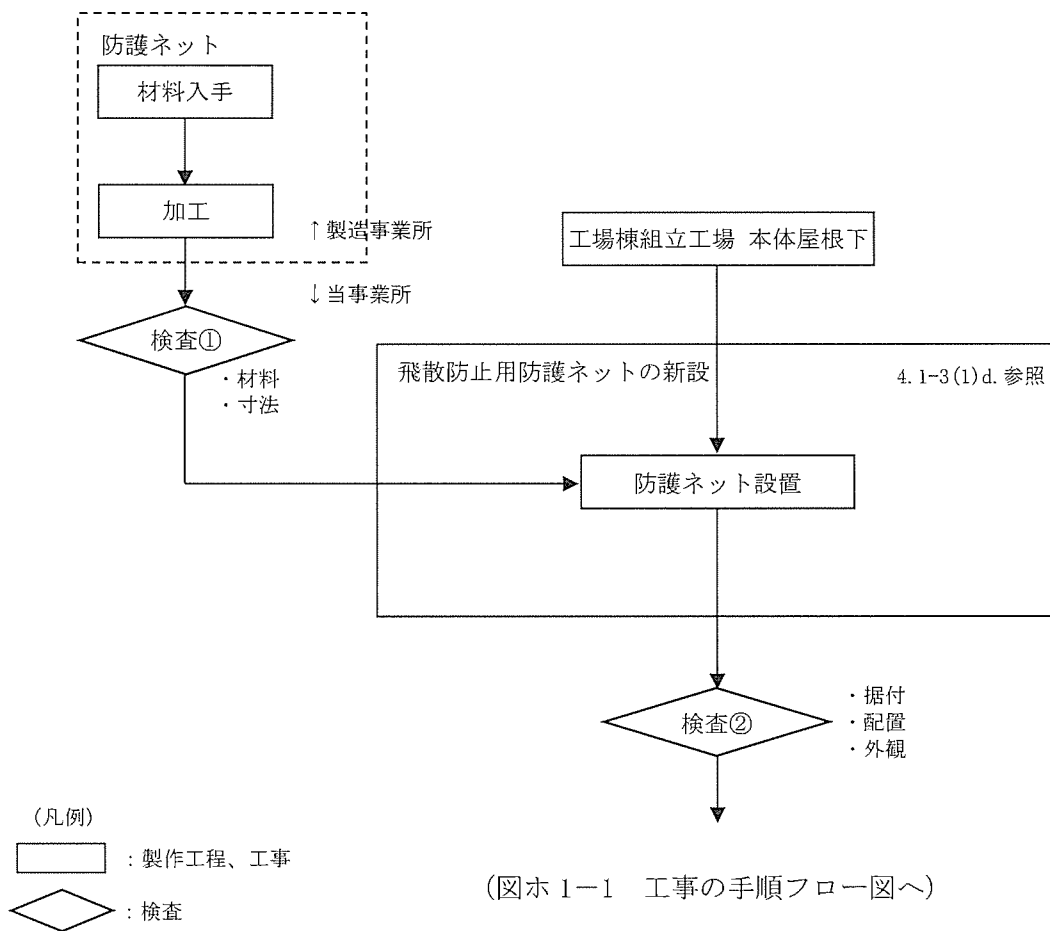 防護ネット
材料入手
加工
↑製造事業所
↓当事業所
工場棟組立工場 本体屋根下
検査①
・材料
・寸法
飛散防止用防護ネットの新設
4.1-3(1)d.参照
防護ネット設置
検査②
・据付
・配置
・外観
(凡例)
:製作工程、工事
:検査
(図ホ1-1 工事の手順フロー図へ)